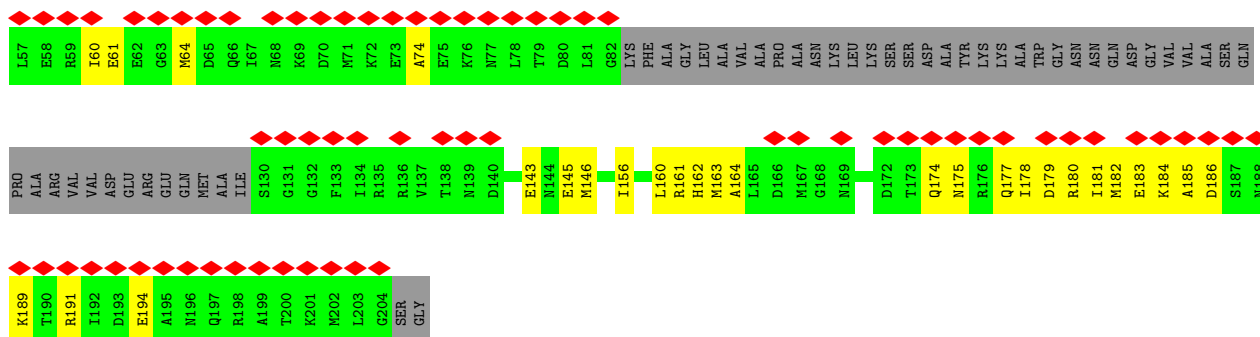 L57 E58 R59 I60 E61 E62 G63 M64 D65 Q66 I67 N68 K69 D70 M71 K72 E73 A74 E75 K76 N77 L78 T79 D80 L81 G82 LYS PHE ALA GLY LEU ALA VAL ALA PRO ALA ASN LYS LEU LYS SER SER ASP ALA TYR LYS LYS ALA TRP GLY ASN ASN GLN ASP GLY VAL VAL ALA SER GLN
PRO ALA ARG VAL VAL ASP GLU ARG GLU GLN MET ALA ILE S130 G131 G132 F133 I134 R135 R136 V137 T138 N139 D140 E143 N144 E145 M146 I156 L160 R161 H162 M163 A164 L165 D166 M167 G168 N169 D172 T173 Q174 N175 R176 Q177 I178 D179 R180 I181 M182 E183 K184 A185 D186 S187 N188
K189 T190 R191 I192 D193 E194 A195 N196 Q197 R198 A199 T200 K201 M202 L203 G204 SER GLY